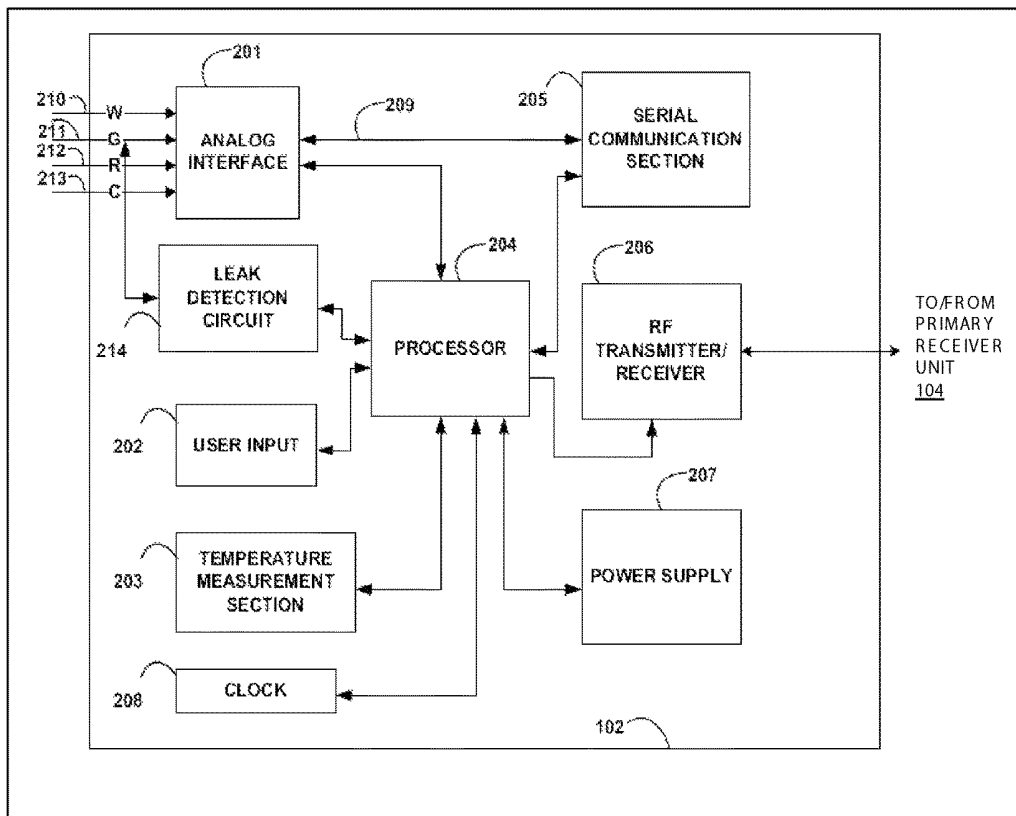 201
210
W
205
SERIAL
COMMUNICATION
SECTION
209
211
G
ANALOG
INTERFACE
212
R
213
C
204
206
LEAK
DETECTION
CIRCUIT
214
PROCESSOR
RF
TRANSMITTER/
RECEIVER
TO/FROM
PRIMARY
RECEIVER
UNIT
104
202
USER INPUT
207
203
TEMPERATURE
MEASUREMENT
SECTION
POWER SUPPLY
208
CLOCK
102